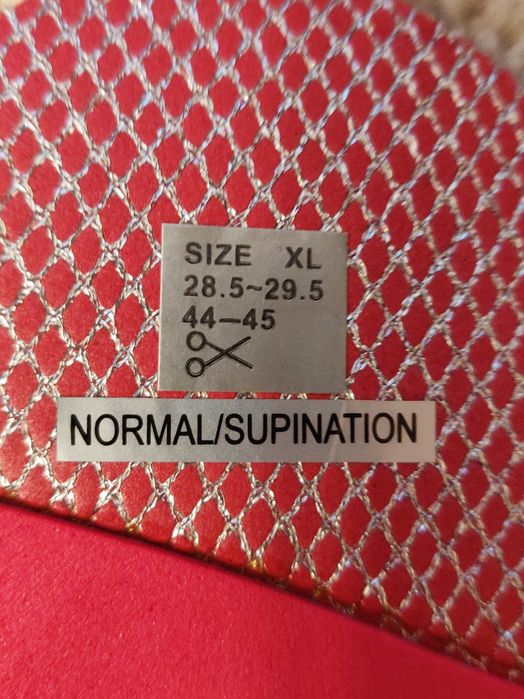 SIZE XL
28.5~29.5
44—45
NORMAL/SUPINATION